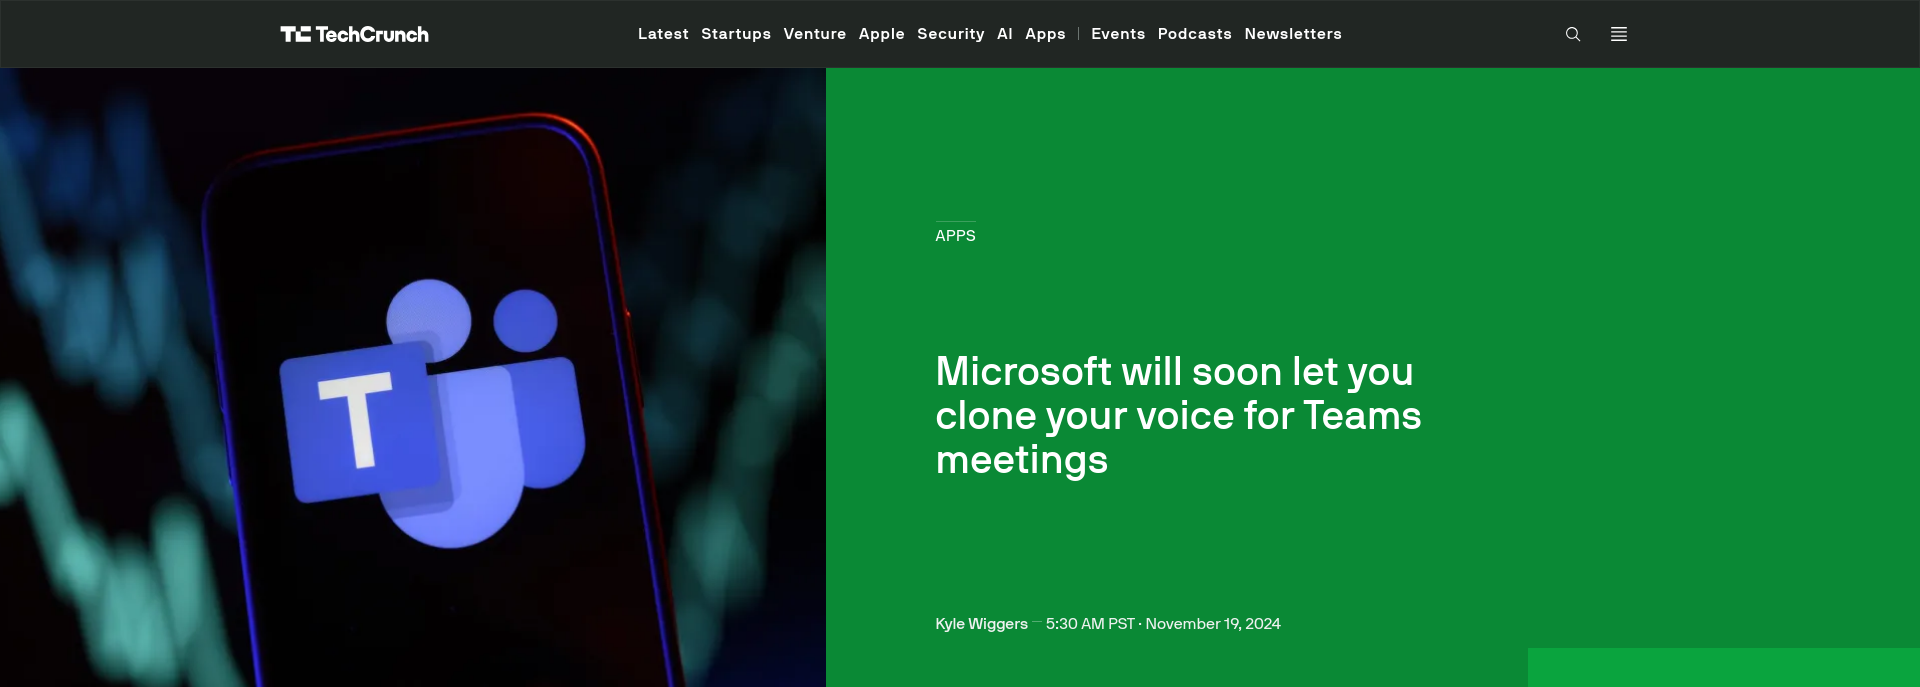 TechCrunch
Latest Startups Venture Apple Security AI Apps | Events Podcasts Newsletters
T
APPS
Microsoft will soon let you
clone your voice for Teams
meetings
Kyle Wiggers — 5:30 AM PST · November 19, 2024